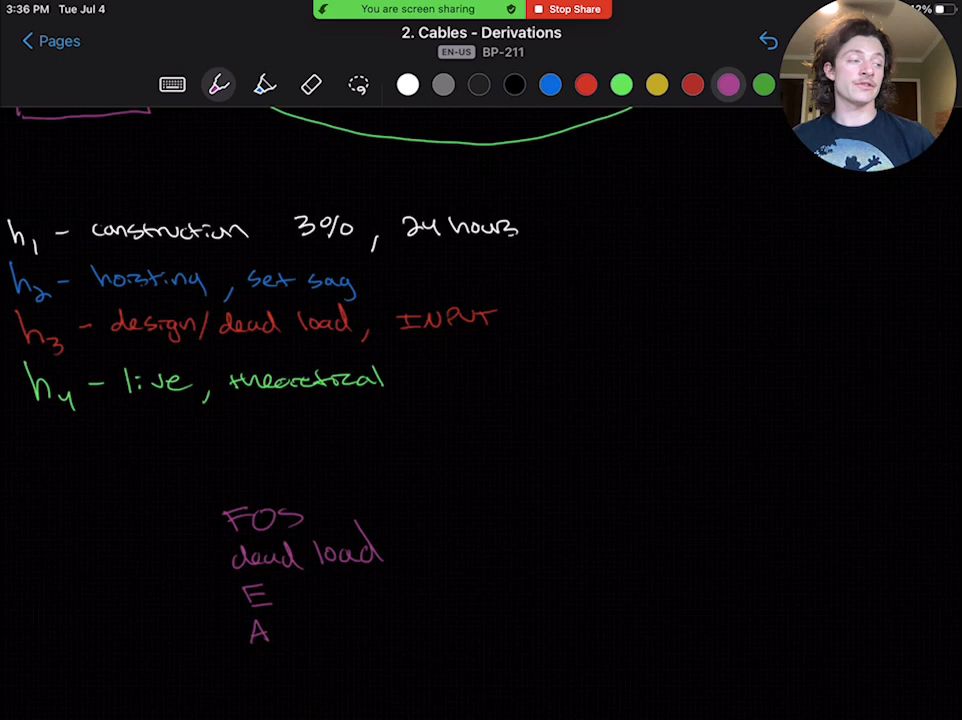 3:36 PM Tue Jul 4
You are screen sharing
Stop Share
2%
Pages
2. Cables - Derivations
EN-US BP-211
h1 - construction 3%, 24 hours
h2 - hoisting, set sag
h3 - design/dead load, INPUT
h4 - live, theoretical
FOS
dead load
E
A